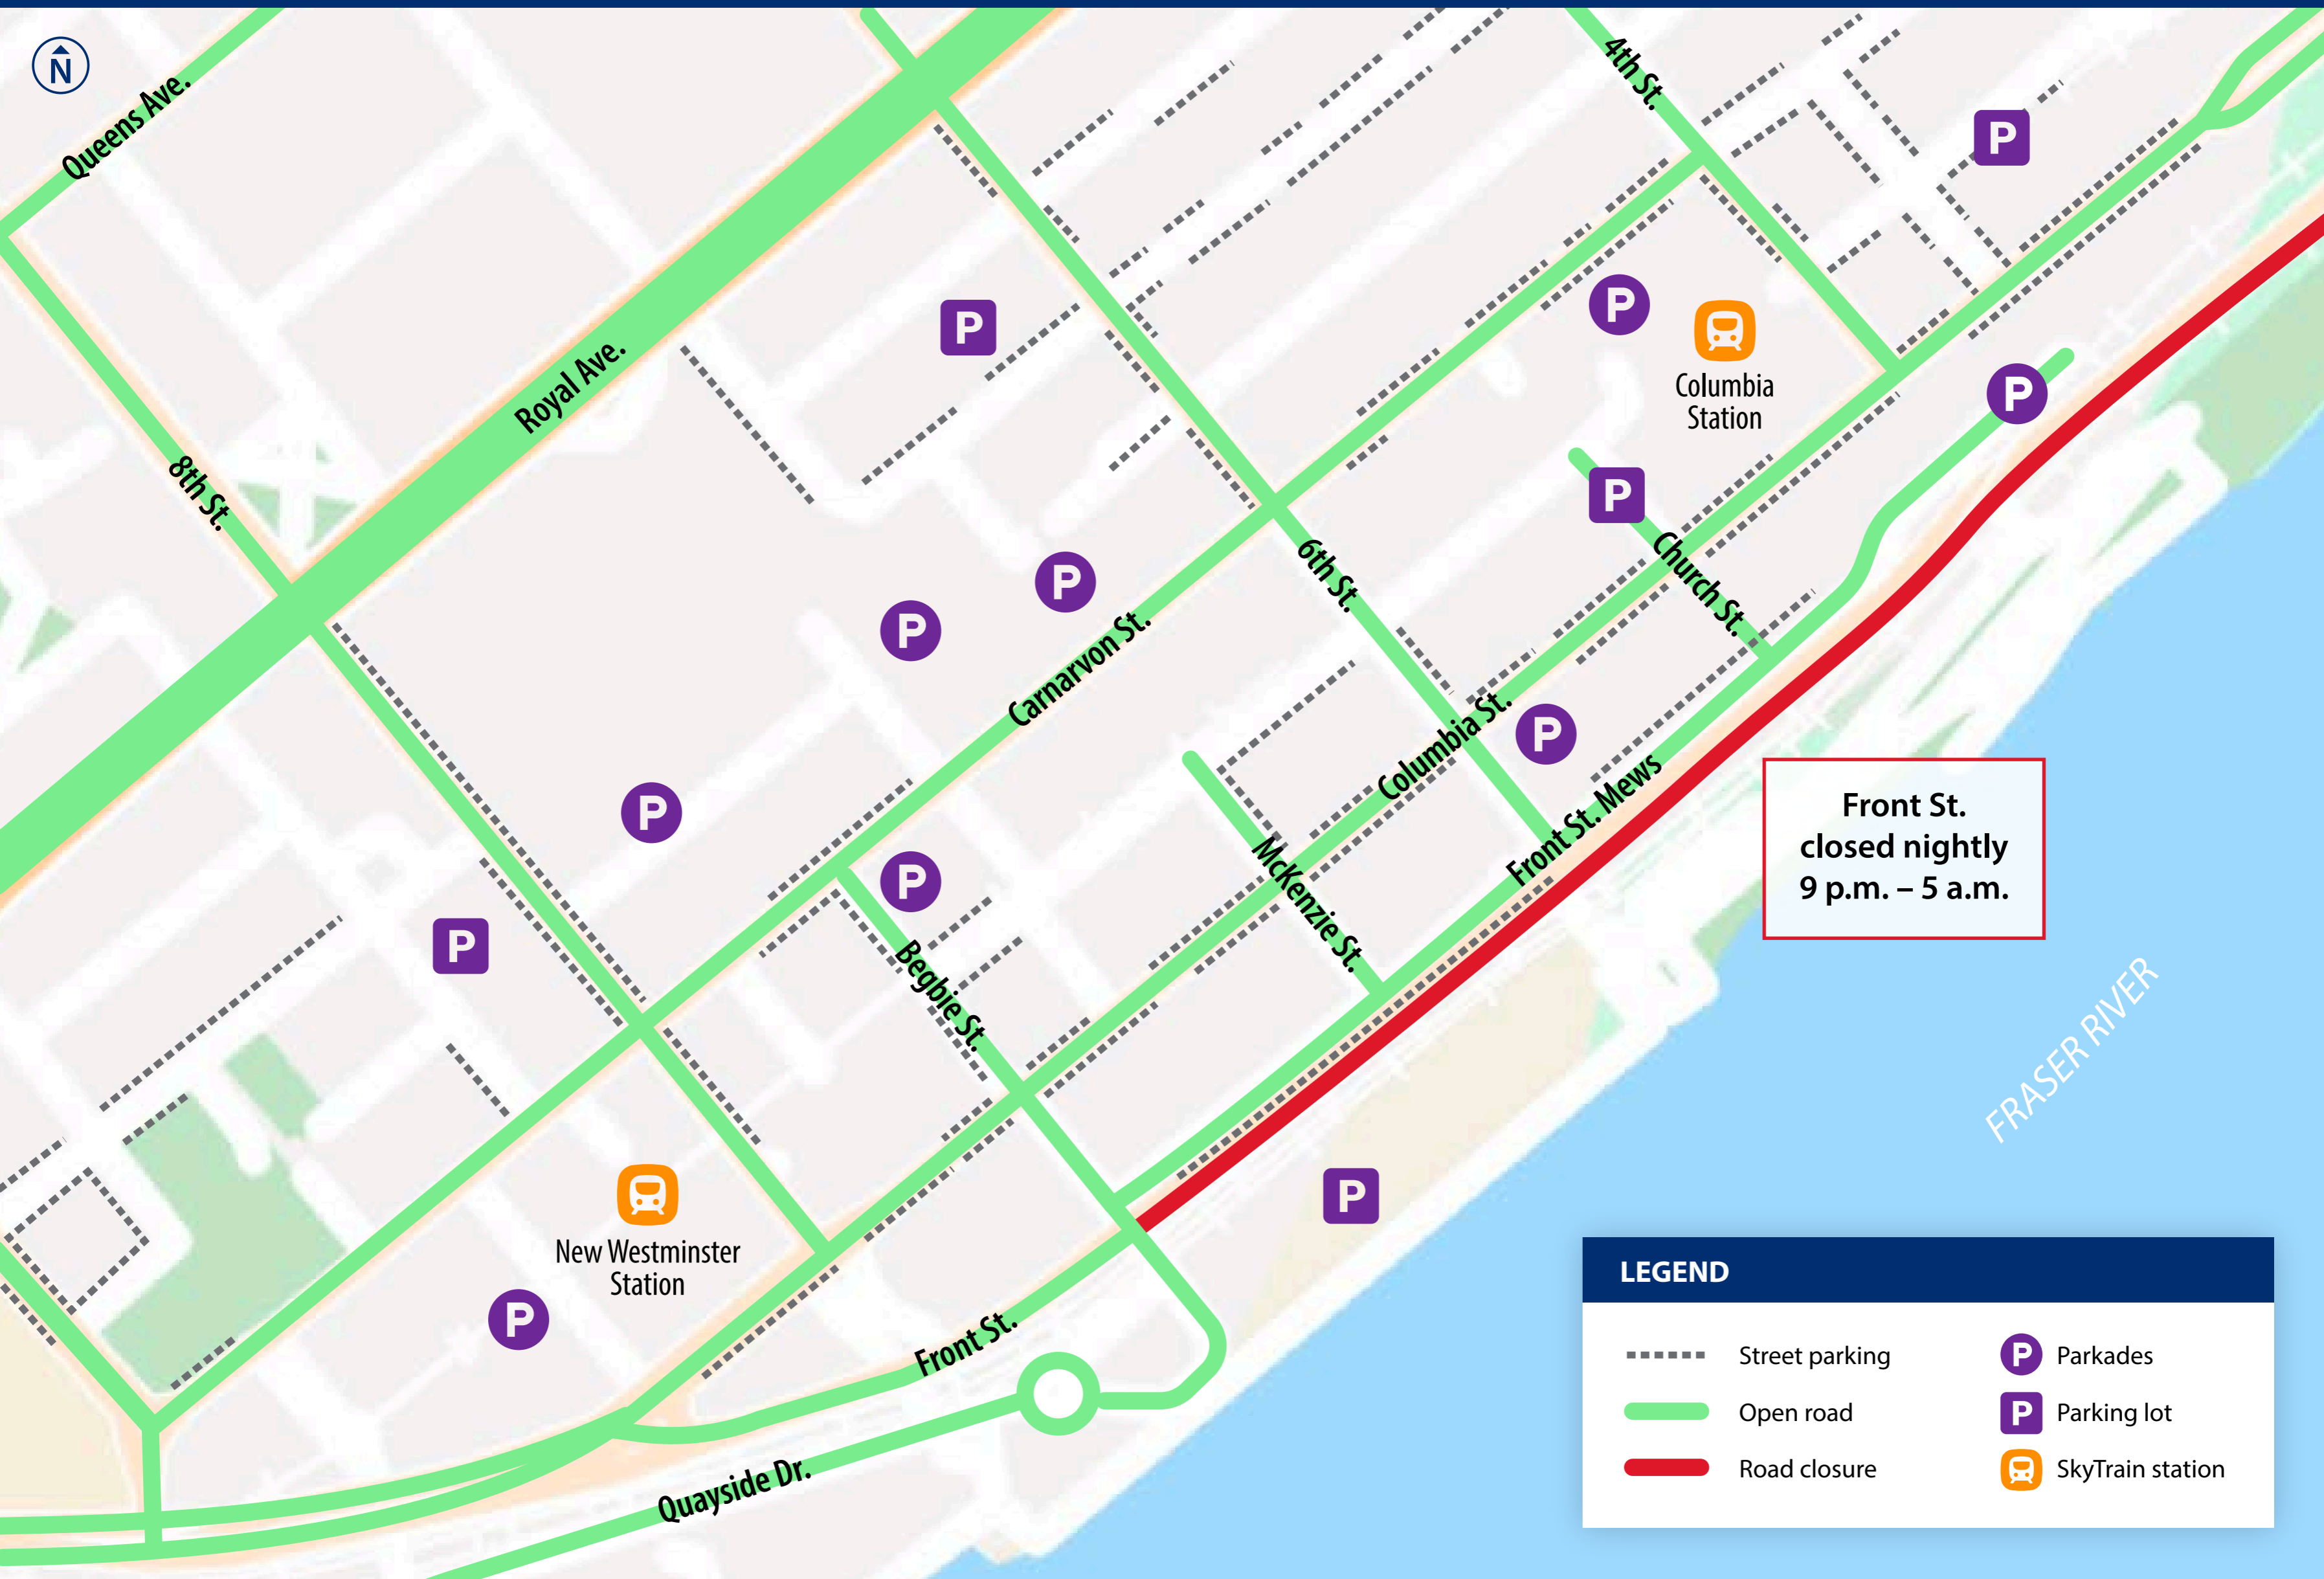 N
Queens Ave.
4th St.
P
P
P
Columbia
Station
Royal Ave.
P
8th St.
P
Church St.
6th St.
P
P
Carnarvon St.
P
Columbia St.
P
Front St. Mews
Front St.
closed nightly
9 p.m. – 5 a.m.
McKenzie St.
P
P
Begbie St.
FRASER RIVER
P
New Westminster
Station
P
Front St.
Quayside Dr.
LEGEND
Street parking
P Parkades
Open road
P Parking lot
Road closure
SkyTrain station